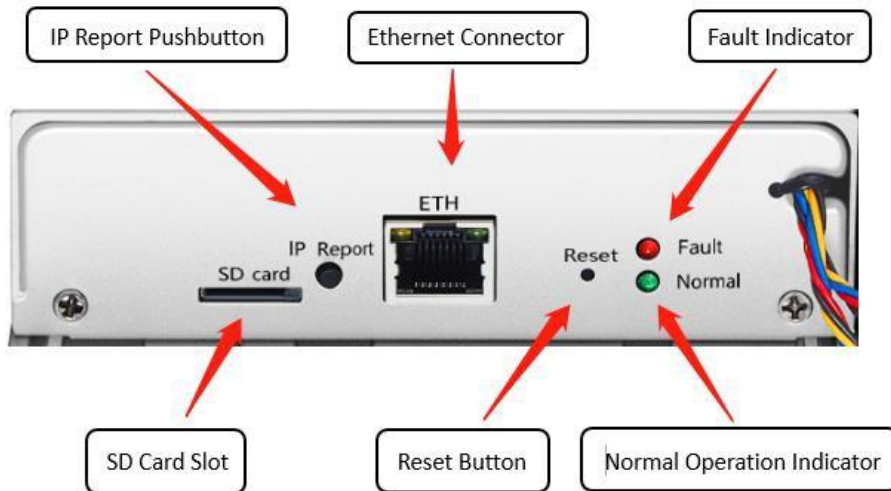 IP Report Pushbutton
Ethernet Connector
Fault Indicator
ETH
IP Report
SD card
Reset
Fault
Normal
SD Card Slot
Reset Button
Normal Operation Indicator